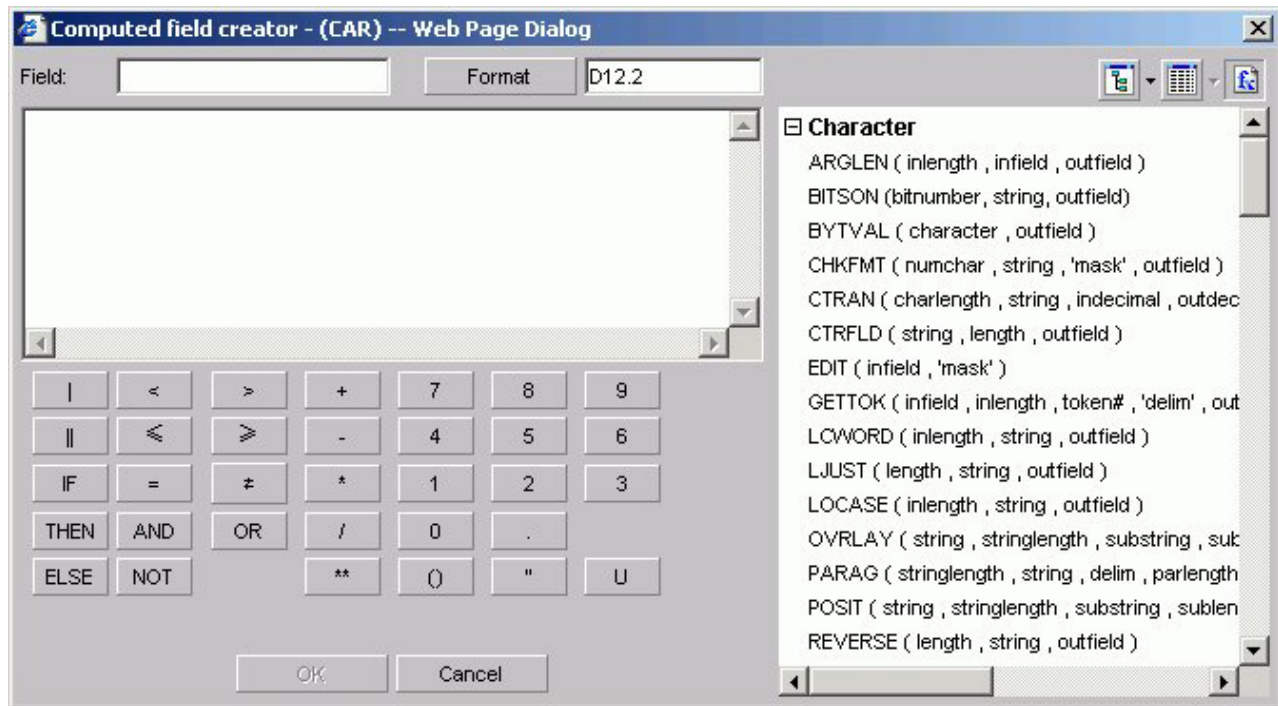 Computed field creator - (CAR) -- Web Page Dialog
Field: Format D12.2
Character
ARGLEN ( inlength , infield , outfield )
BITSON (bitnumber, string, outfield)
BYTVAL ( character , outfield )
CHKFMT ( numchar , string , 'mask' , outfield )
CTRAN ( charlength , string , indecimal , outdec
CTRFLD ( string , length , outfield )
EDIT ( infield , 'mask' )
GETTOK ( infield , inlength , token# , 'delim' , out
LCWORD ( inlength , string , outfield )
LJUST ( length , string , outfield )
LOCASE ( inlength , string , outfield )
OVRLAY ( string , stringlength , substring , sub
PARAG ( stringlength , string , delim , parlength
POSIT ( string , stringlength , substring , sublen
REVERSE ( length , string , outfield )
| < > + 7 8 9
|| ≤ ≥ - 4 5 6
IF = ≠ * 1 2 3
THEN AND OR / 0 .
ELSE NOT ** () " U
OK Cancel